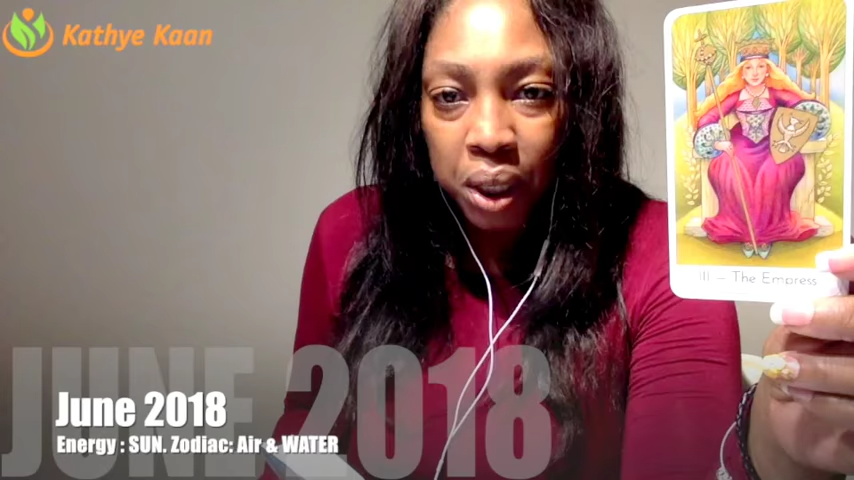 Kathye Kaan
III – The Empress
JUNE 2018
June 2018
Energy : SUN. Zodiac: Air & WATER